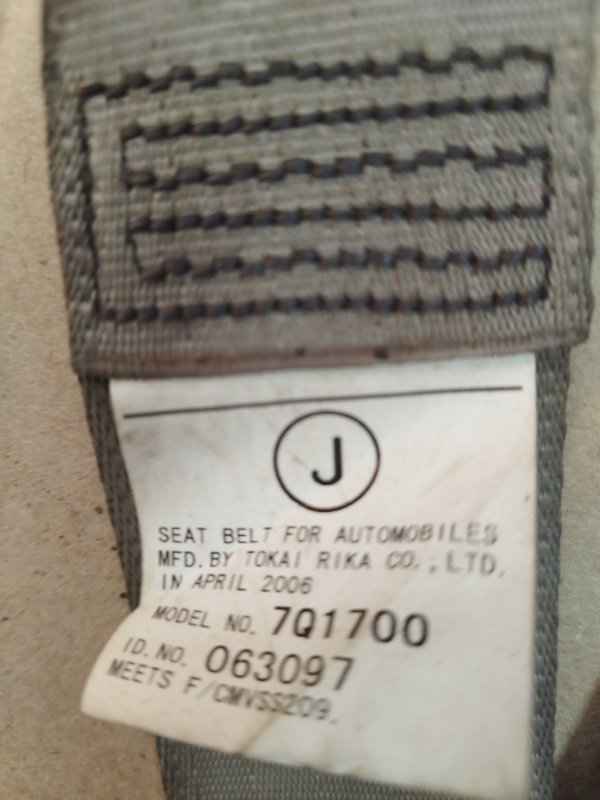 J
SEAT BELT FOR AUTOMOBILES
MFD. BY TOKAI RIKA CO., LTD.
IN APRIL 2006
MODEL NO. 7Q1700
ID. NO. 063097
MEETS F/CMVSS209.